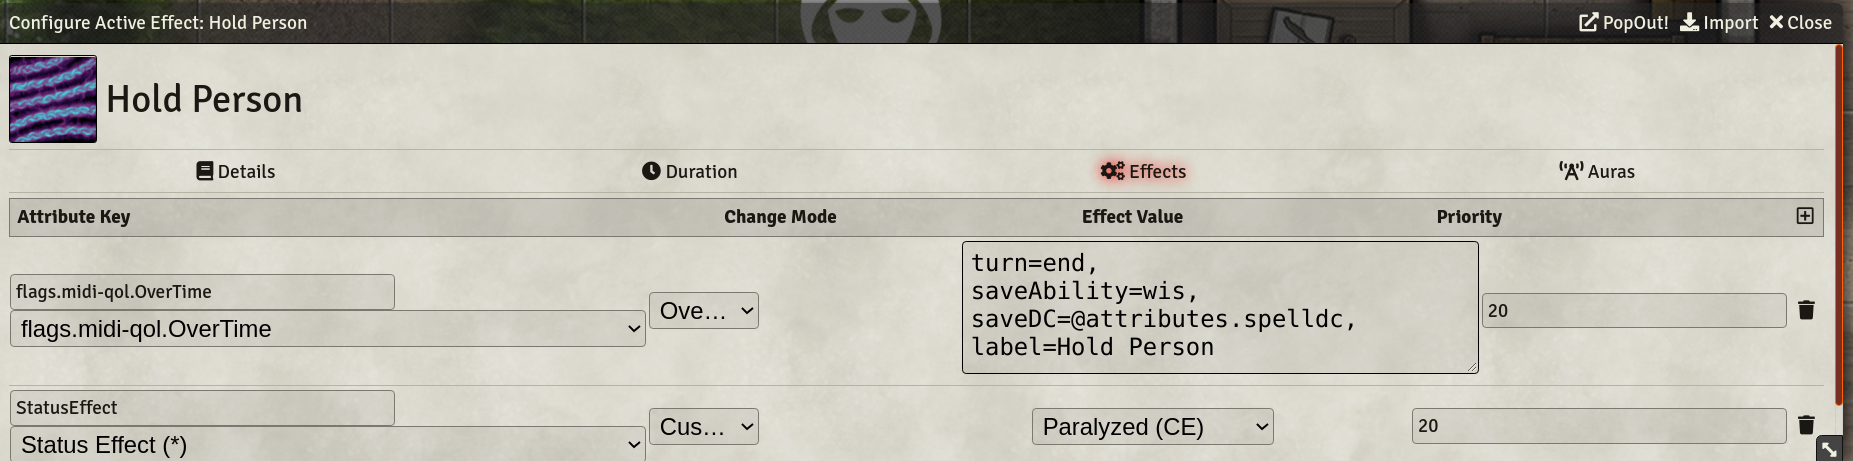 Configure Active Effect: Hold Person PopOut! Import Close
Hold Person
Details Duration Effects Auras
Attribute Key Change Mode Effect Value Priority
flags.midi-qol.OverTime
flags.midi-qol.OverTime
Ove...
turn=end,
saveAbility=wis,
saveDC=@attributes.spelldc,
label=Hold Person
20
StatusEffect
Status Effect (*)
Cus...
Paralyzed (CE)
20